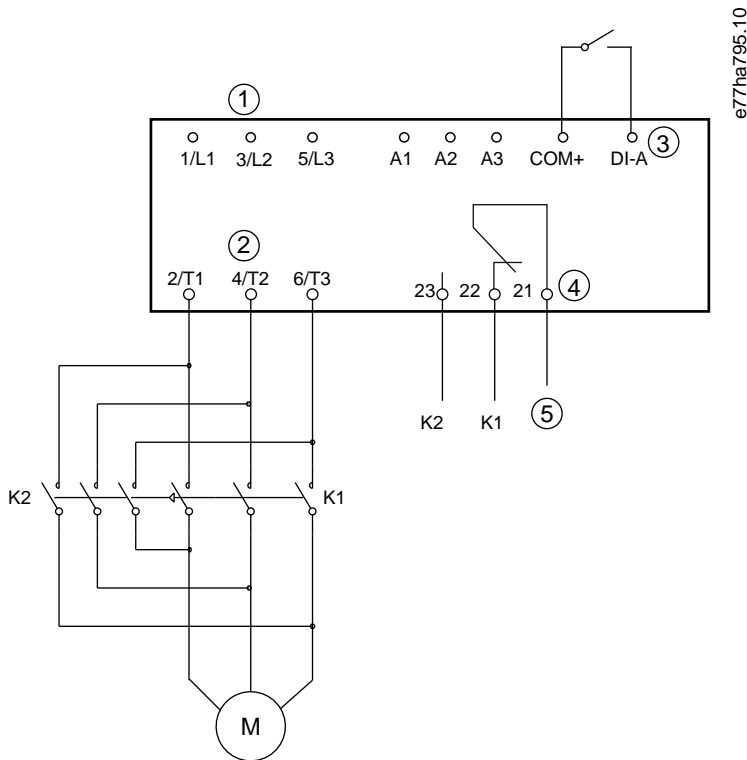 e77ha795.10
1
1/L1 3/L2 5/L3 A1 A2 A3 COM+ DI-A 3
2
2/T1 4/T2 6/T3 23 22 21 4
K2 K1 5
K2 K1
M